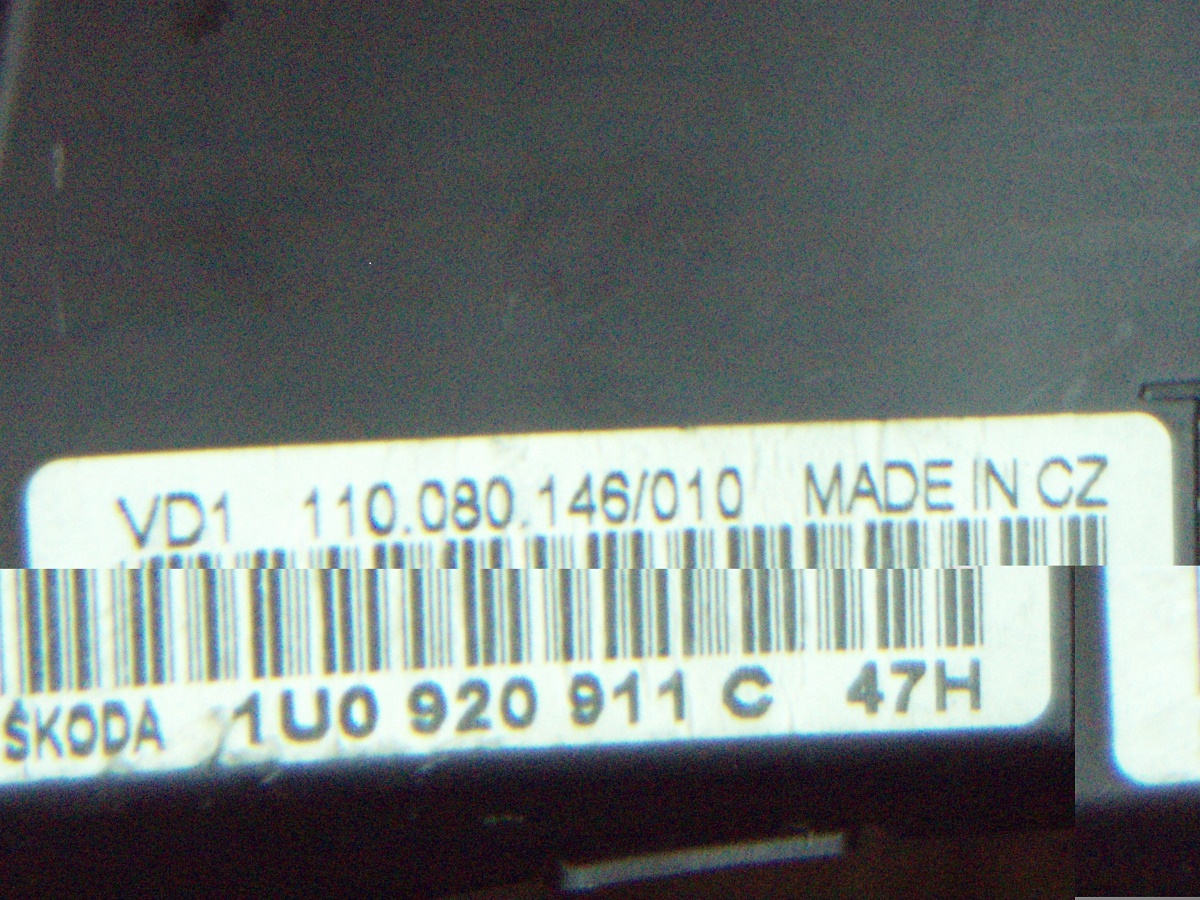 VD1 110.080.146/010 MADE IN CZ
ŠKODA 1U0 920 911 C 47H